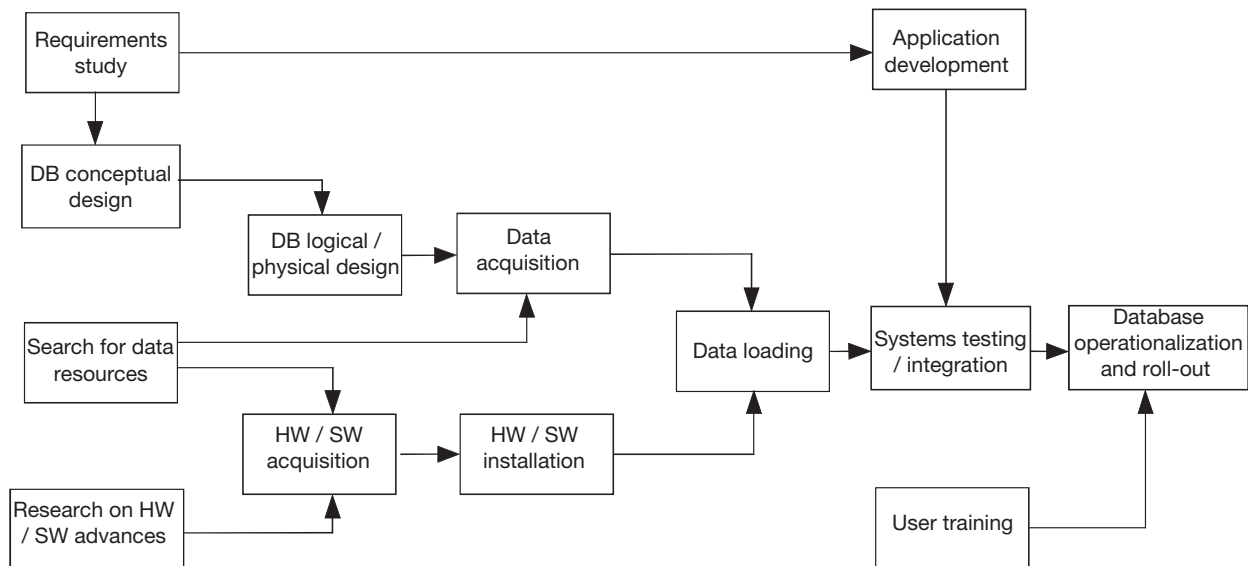 Requirements
study
Application
development
DB conceptual
design
DB logical /
physical design
Data
acquisition
Search for data
resources
Data loading
Systems testing
/ integration
Database
operationalization
and roll-out
HW / SW
acquisition
HW / SW
installation
Research on HW
/ SW advances
User training